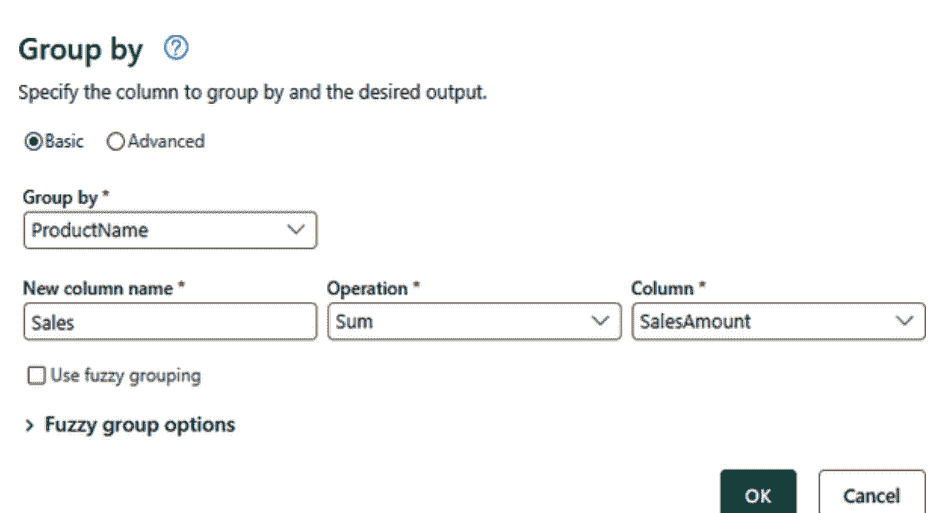 Group by
Specify the column to group by and the desired output.
Basic Advanced
Group by *
ProductName
New column name * Operation * Column *
Sales Sum SalesAmount
Use fuzzy grouping
Fuzzy group options
OK Cancel